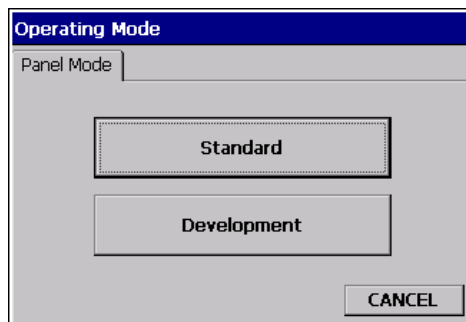 Operating Mode
Panel Mode
Standard
Development
CANCEL